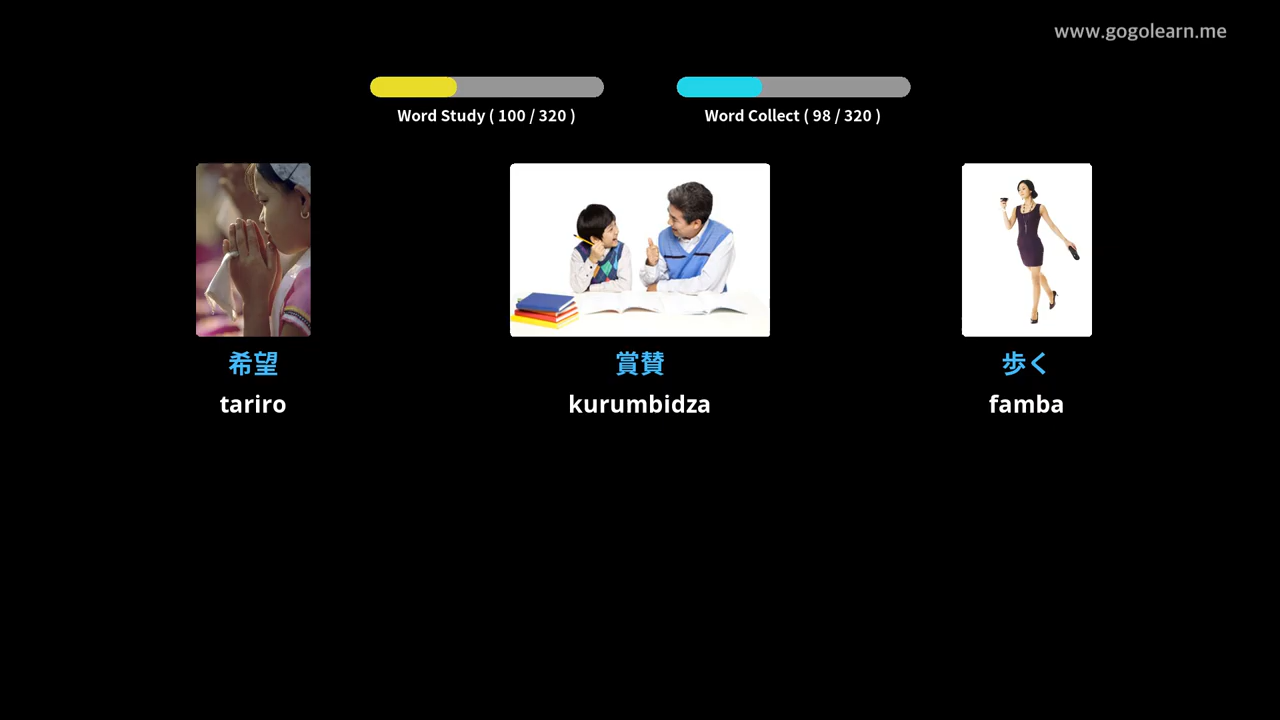 www.gogolearn.me
Word Study ( 100 / 320 )
Word Collect ( 98 / 320 )
希望
賞賛
歩く
tariro
kurumbidza
famba